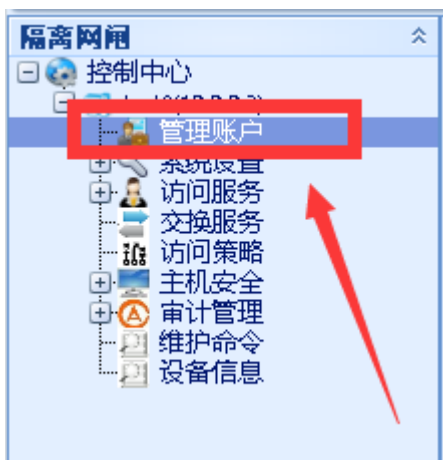 隔离网闸
控制中心
管理账户
系统设置
访问服务
交换服务
访问策略
主机安全
审计管理
维护命令
设备信息